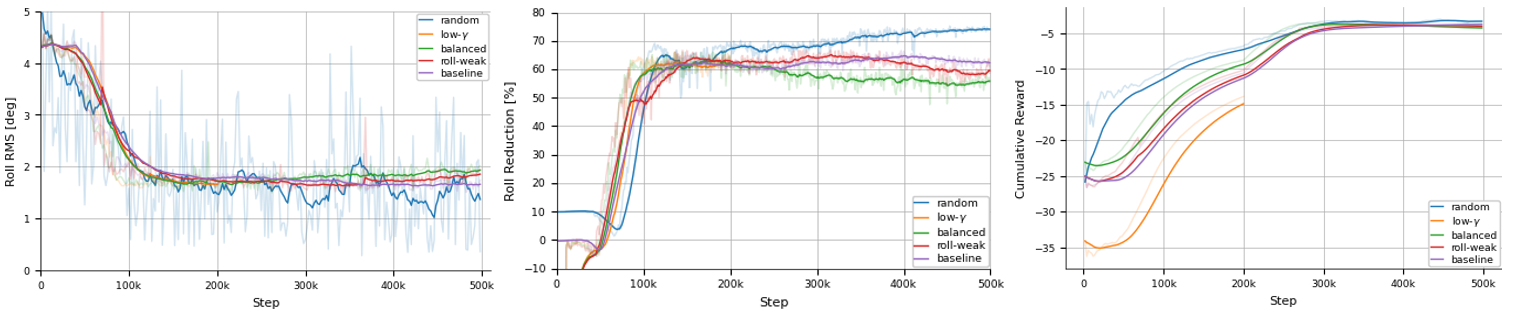 Roll RMS [deg]
5
4
3
2
1
0
0 100k 200k 300k 400k 500k
Step
random
low-γ
balanced
roll-weak
baseline
Roll Reduction [%]
80
70
60
50
40
30
20
10
0
−10
0 100k 200k 300k 400k 500k
Step
random
low-γ
balanced
roll-weak
baseline
Cumulative Reward
−5
−10
−15
−20
−25
−30
−35
0 100k 200k 300k 400k 500k
Step
random
low-γ
balanced
roll-weak
baseline